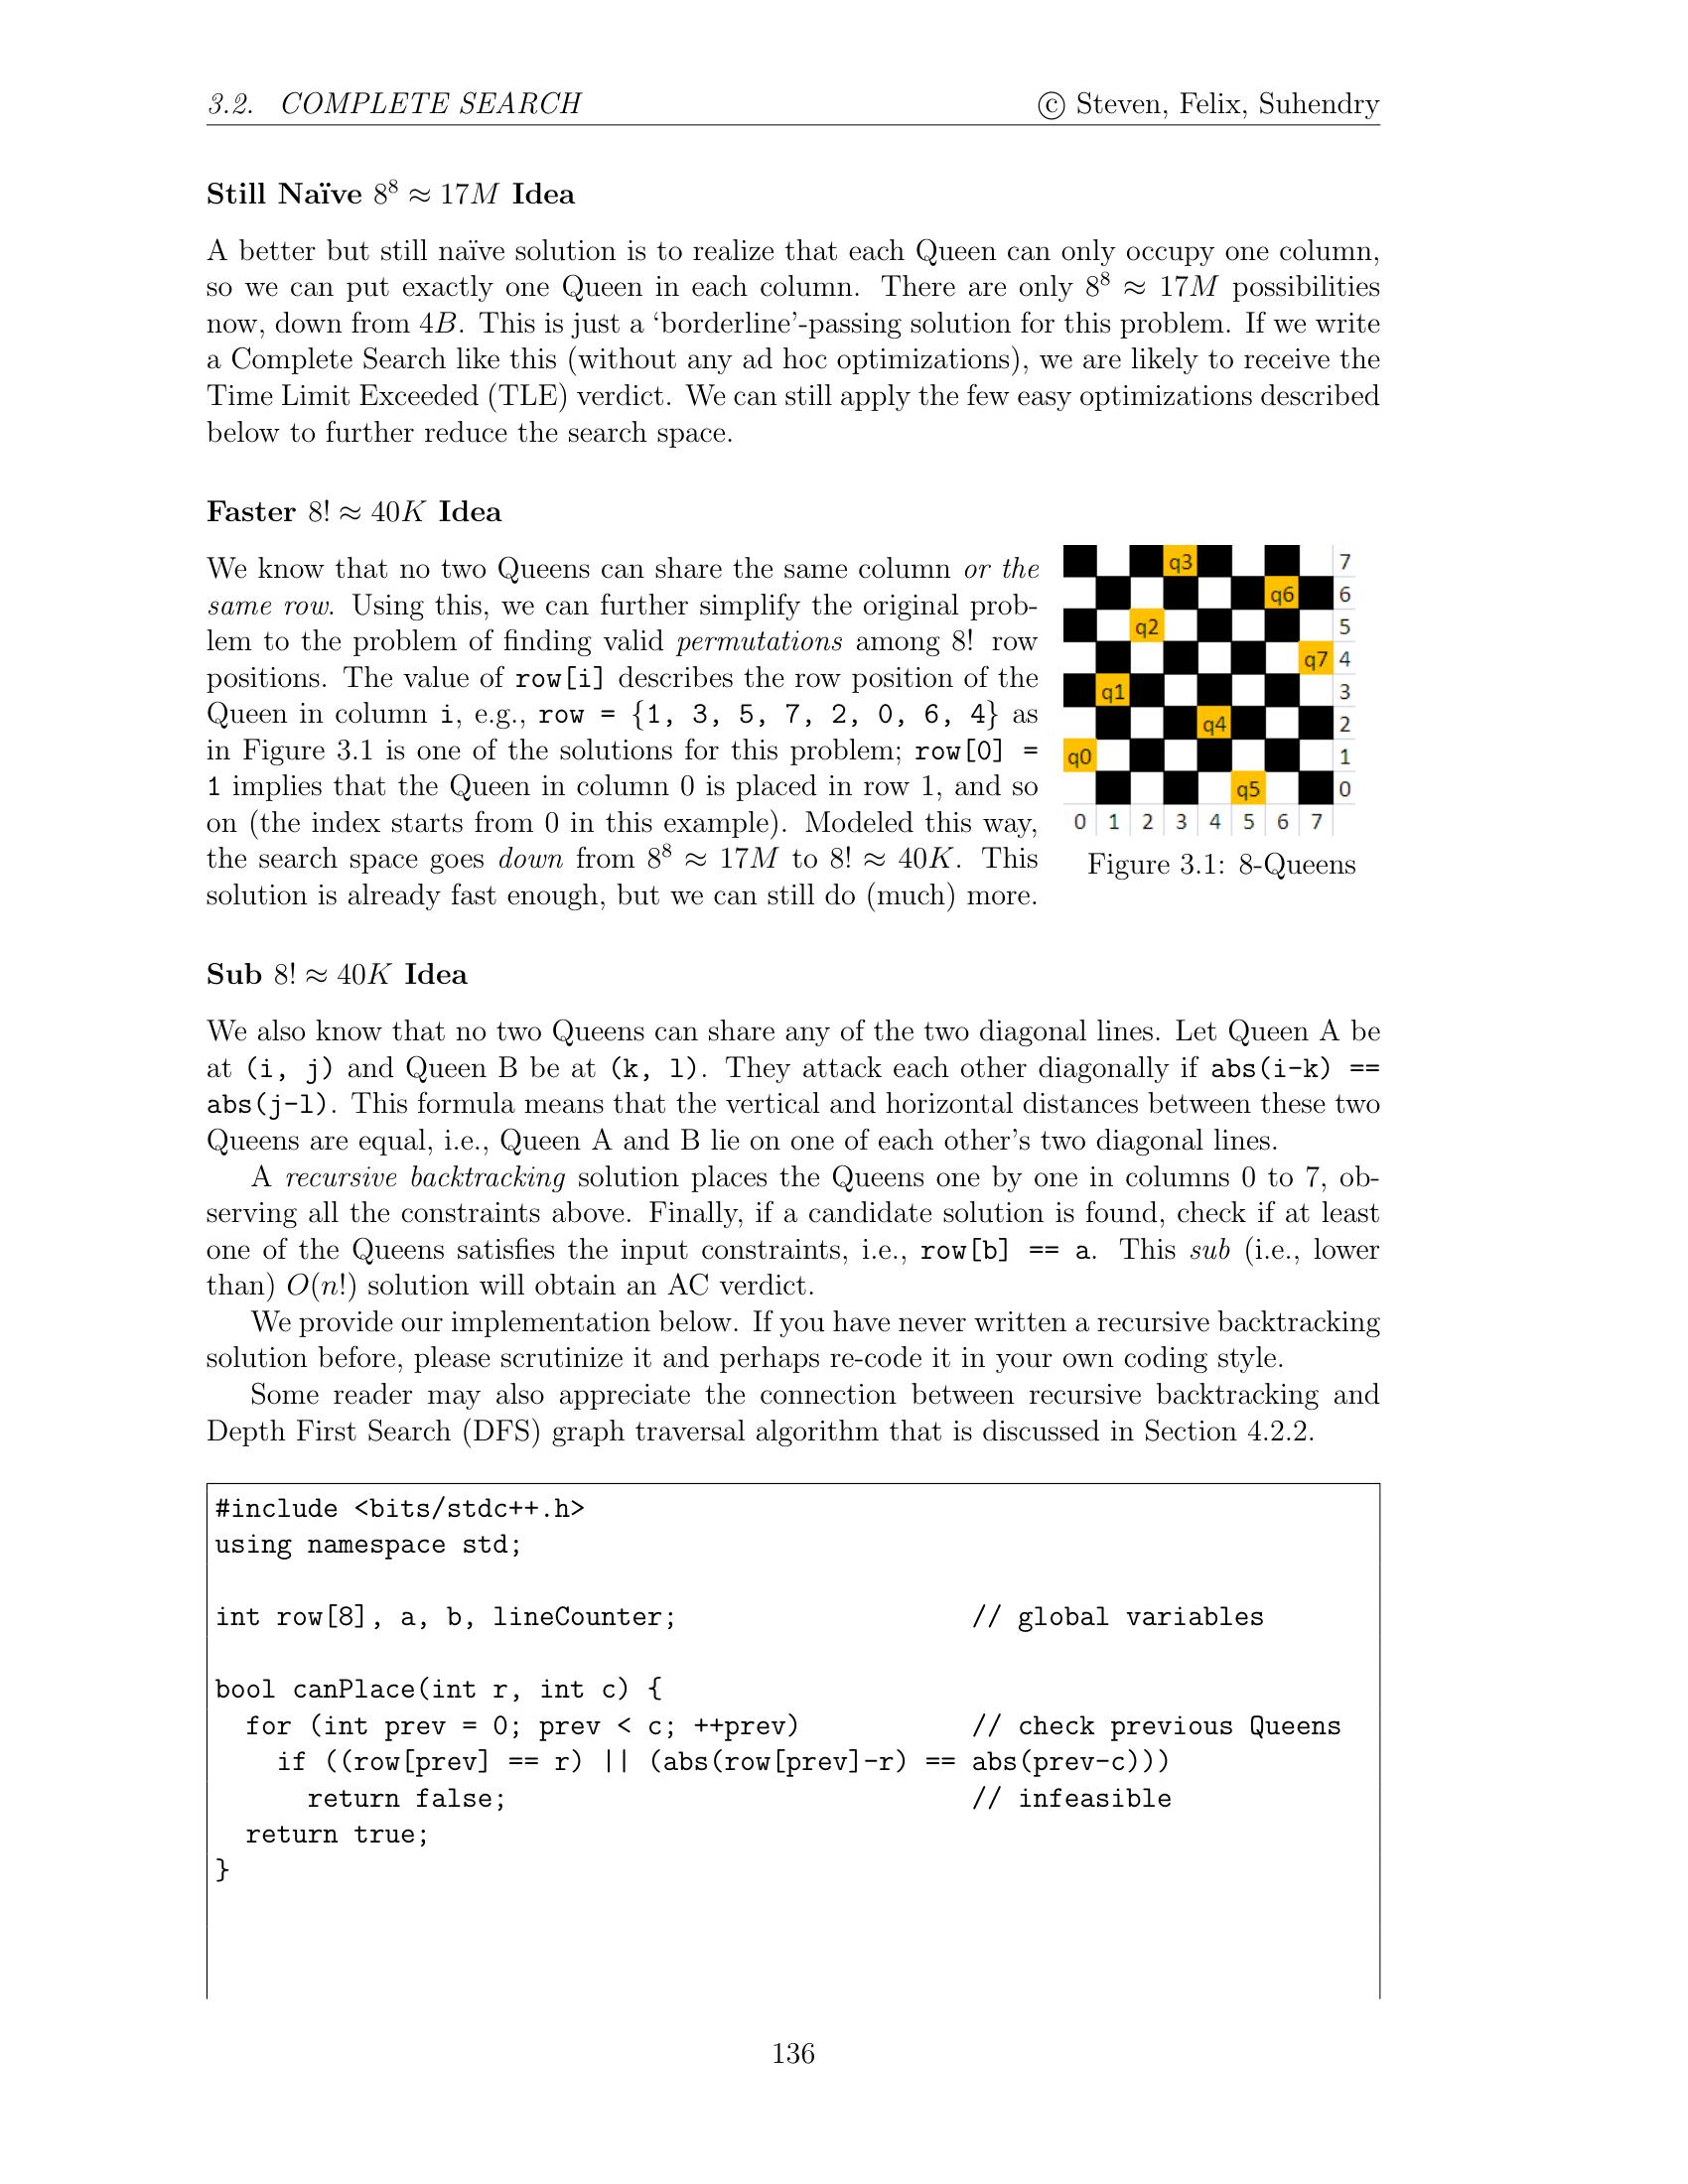 3.2. COMPLETE SEARCH © Steven, Felix, Suhendry
Still Naïve 8⁸ ≈ 17M Idea
A better but still naïve solution is to realize that each Queen can only occupy one column,
so we can put exactly one Queen in each column. There are only 8⁸ ≈ 17M possibilities
now, down from 4B. This is just a ‘borderline’-passing solution for this problem. If we write
a Complete Search like this (without any ad hoc optimizations), we are likely to receive the
Time Limit Exceeded (TLE) verdict. We can still apply the few easy optimizations described
below to further reduce the search space.
Faster 8! ≈ 40K Idea
We know that no two Queens can share the same column or the
same row. Using this, we can further simplify the original prob-
lem to the problem of finding valid permutations among 8! row
positions. The value of row[i] describes the row position of the
Queen in column i, e.g., row = {1, 3, 5, 7, 2, 0, 6, 4} as
in Figure 3.1 is one of the solutions for this problem; row[0] =
1 implies that the Queen in column 0 is placed in row 1, and so
on (the index starts from 0 in this example). Modeled this way,
the search space goes down from 8⁸ ≈ 17M to 8! ≈ 40K. This
solution is already fast enough, but we can still do (much) more.
q3 7
q6 6
q2 5
q7 4
q1 3
q4 2
q0 1
q5 0
0 1 2 3 4 5 6 7
Figure 3.1: 8-Queens
Sub 8! ≈ 40K Idea
We also know that no two Queens can share any of the two diagonal lines. Let Queen A be
at (i, j) and Queen B be at (k, l). They attack each other diagonally if abs(i-k) ==
abs(j-l). This formula means that the vertical and horizontal distances between these two
Queens are equal, i.e., Queen A and B lie on one of each other’s two diagonal lines.
A recursive backtracking solution places the Queens one by one in columns 0 to 7, ob-
serving all the constraints above. Finally, if a candidate solution is found, check if at least
one of the Queens satisfies the input constraints, i.e., row[b] == a. This sub (i.e., lower
than) O(n!) solution will obtain an AC verdict.
We provide our implementation below. If you have never written a recursive backtracking
solution before, please scrutinize it and perhaps re-code it in your own coding style.
Some reader may also appreciate the connection between recursive backtracking and
Depth First Search (DFS) graph traversal algorithm that is discussed in Section 4.2.2.
#include <bits/stdc++.h>
using namespace std;
int row[8], a, b, lineCounter; // global variables
bool canPlace(int r, int c) {
for (int prev = 0; prev < c; ++prev) // check previous Queens
if ((row[prev] == r) || (abs(row[prev]-r) == abs(prev-c)))
return false; // infeasible
return true;
}
136